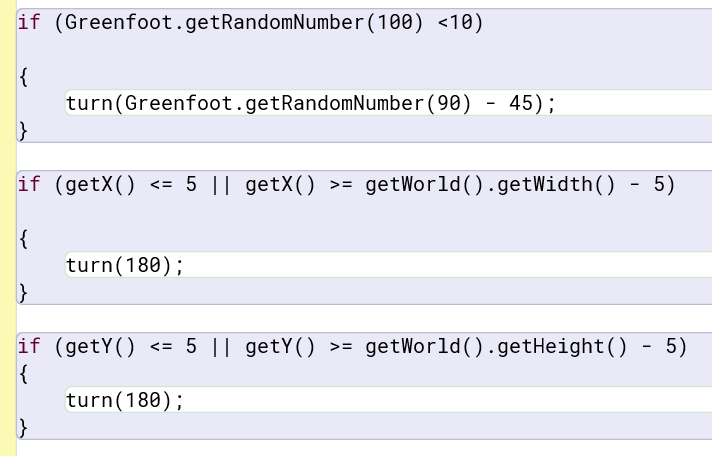 if (Greenfoot.getRandomNumber(100) <10)
{
turn(Greenfoot.getRandomNumber(90) - 45);
}
if (getX() <= 5 || getX() >= getWorld().getWidth() - 5)
{
turn(180);
}
if (getY() <= 5 || getY() >= getWorld().getHeight() - 5)
{
turn(180);
}